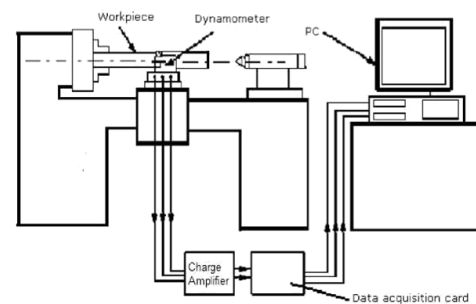 Workpiece
Dynamometer
PC
Charge
Amplifier
Data acquisition card